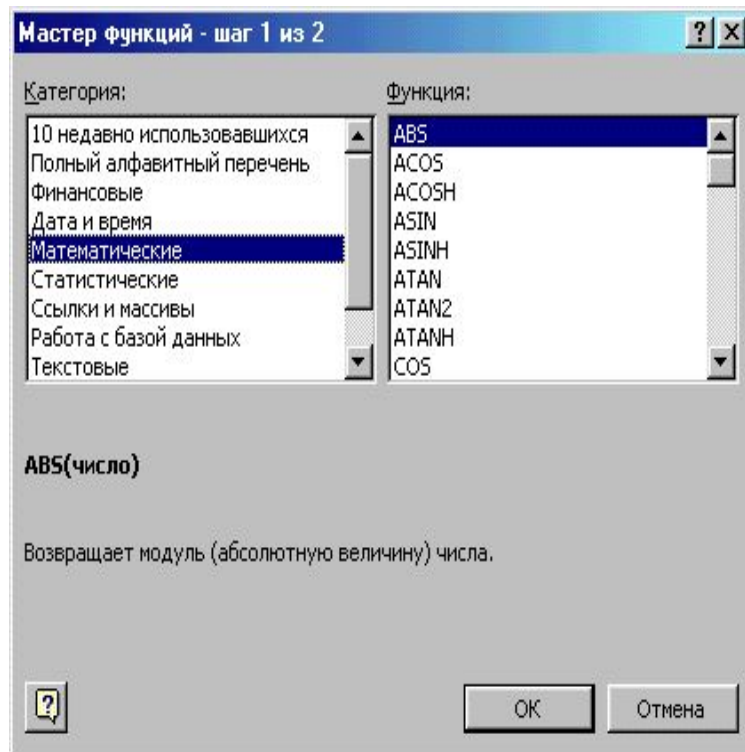 Мастер функций - шаг 1 из 2
Категория:
10 недавно использовавшихся
Полный алфавитный перечень
Финансовые
Дата и время
Математические
Статистические
Ссылки и массивы
Работа с базой данных
Текстовые
Функция:
ABS
ACOS
ACOSH
ASIN
ASINH
ATAN
ATAN2
ATANH
COS
ABS(число)
Возвращает модуль (абсолютную величину) числа.
ОК
Отмена